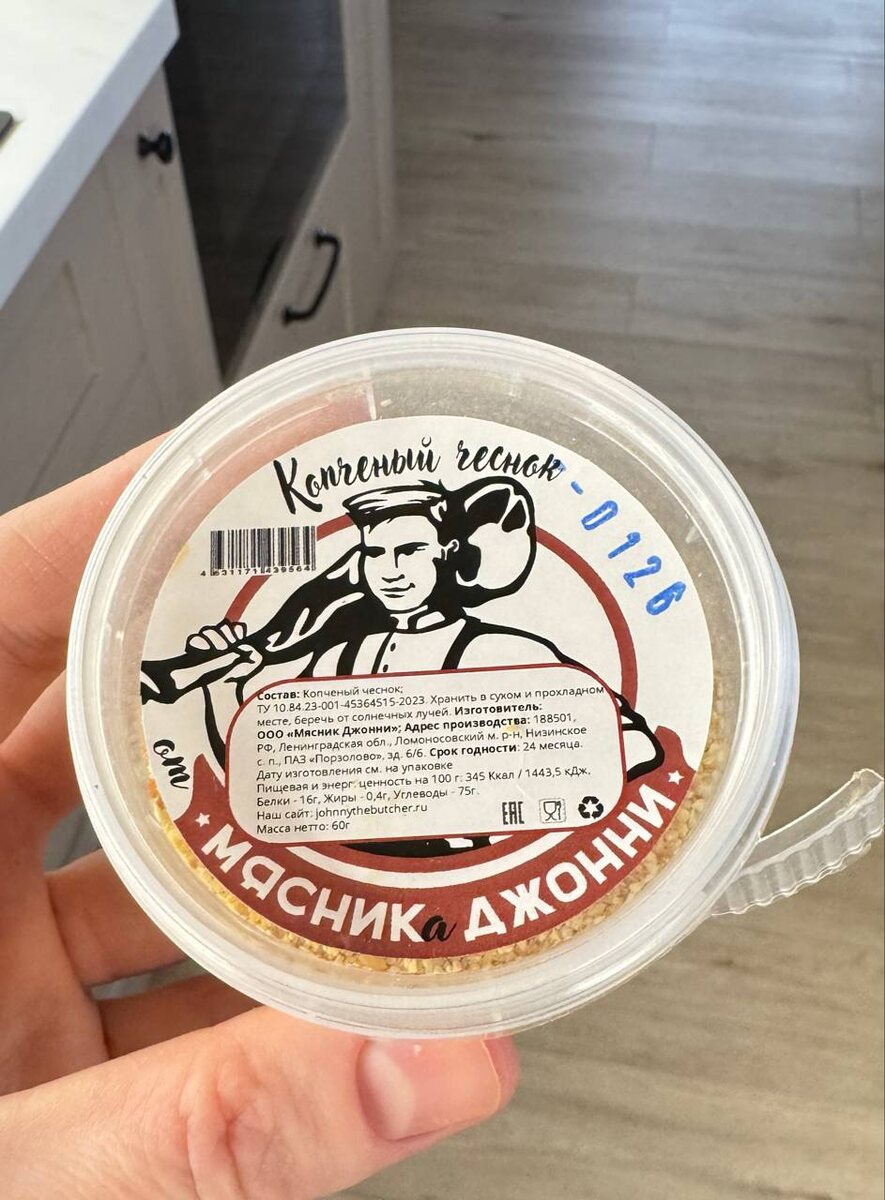 Копченый чеснок
-0126
4 631171 439564
Состав: Копченый чеснок;
ТУ 10.84.23-001-45364515-2023. Хранить в сухом и прохладном
месте, беречь от солнечных лучей. Изготовитель:
ООО «Мясник Джонни»; Адрес производства: 188501,
РФ, Ленинградская обл., Ломоносовский м. р-н, Низинское
с. п., ПАЗ «Порзолово», зд. 6/6. Срок годности: 24 месяца.
Дату изготовления см. на упаковке
Пищевая и энерг. ценность на 100 г: 345 Ккал / 1443,5 кДж,
Белки - 16г, Жиры - 0,4г, Углеводы - 75г.
Наш сайт: johnnythebutcher.ru
Масса нетто: 60г
EAC
от
МЯСНИКа ДЖОННИ